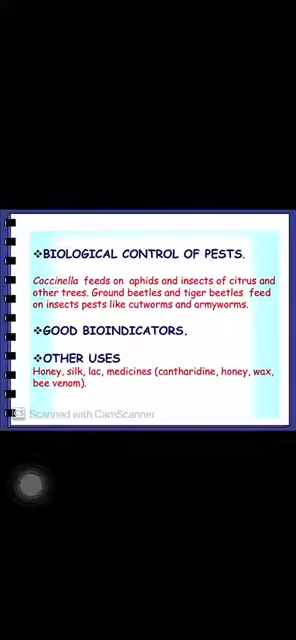 ❖BIOLOGICAL CONTROL OF PESTS.
Coccinella feeds on aphids and insects of citrus and
other trees. Ground beetles and tiger beetles feed
on insects pests like cutworms and armyworms.
❖GOOD BIOINDICATORS.
❖OTHER USES
Honey, silk, lac, medicines (cantharidine, honey, wax,
bee venom).
CS Scanned with CamScanner